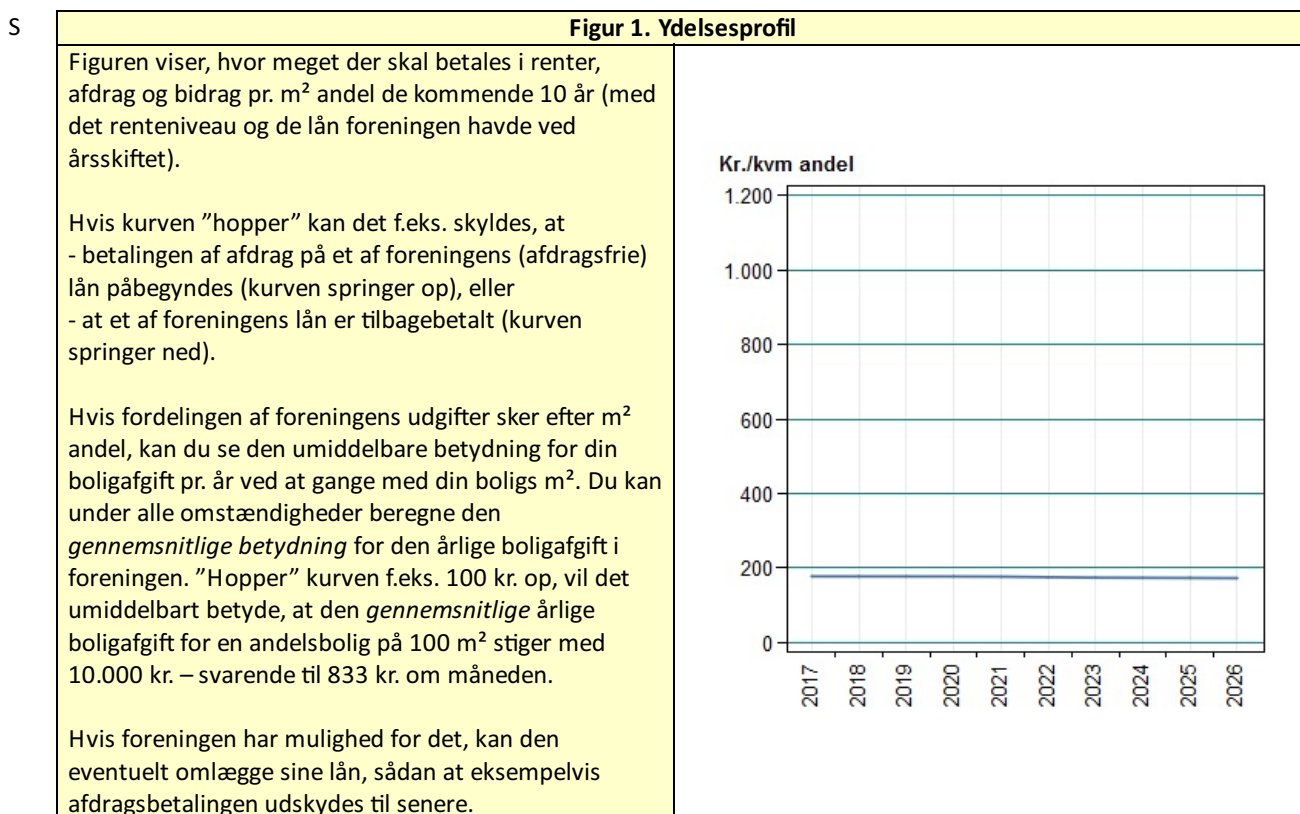 S
Figur 1. Ydelsesprofil
Figuren viser, hvor meget der skal betales i renter,
afdrag og bidrag pr. m² andel de kommende 10 år (med
det renteniveau og de lån foreningen havde ved
årsskiftet).
Hvis kurven ”hopper” kan det f.eks. skyldes, at
- betalingen af afdrag på et af foreningens (afdragsfrie)
lån påbegyndes (kurven springer op), eller
- at et af foreningens lån er tilbagebetalt (kurven
springer ned).
Hvis fordelingen af foreningens udgifter sker efter m²
andel, kan du se den umiddelbare betydning for din
boligafgift pr. år ved at gange med din boligs m². Du kan
under alle omstændigheder beregne den
gennemsnitlige betydning for den årlige boligafgift i
foreningen. ”Hopper” kurven f.eks. 100 kr. op, vil det
umiddelbart betyde, at den gennemsnitlige årlige
boligafgift for en andelsbolig på 100 m² stiger med
10.000 kr. – svarende til 833 kr. om måneden.
Hvis foreningen har mulighed for det, kan den
eventuelt omlægge sine lån, sådan at eksempelvis
afdragsbetalingen udskydes til senere.
Kr./kvm andel
1.200
1.000
800
600
400
200
0
2017
2018
2019
2020
2021
2022
2023
2024
2025
2026